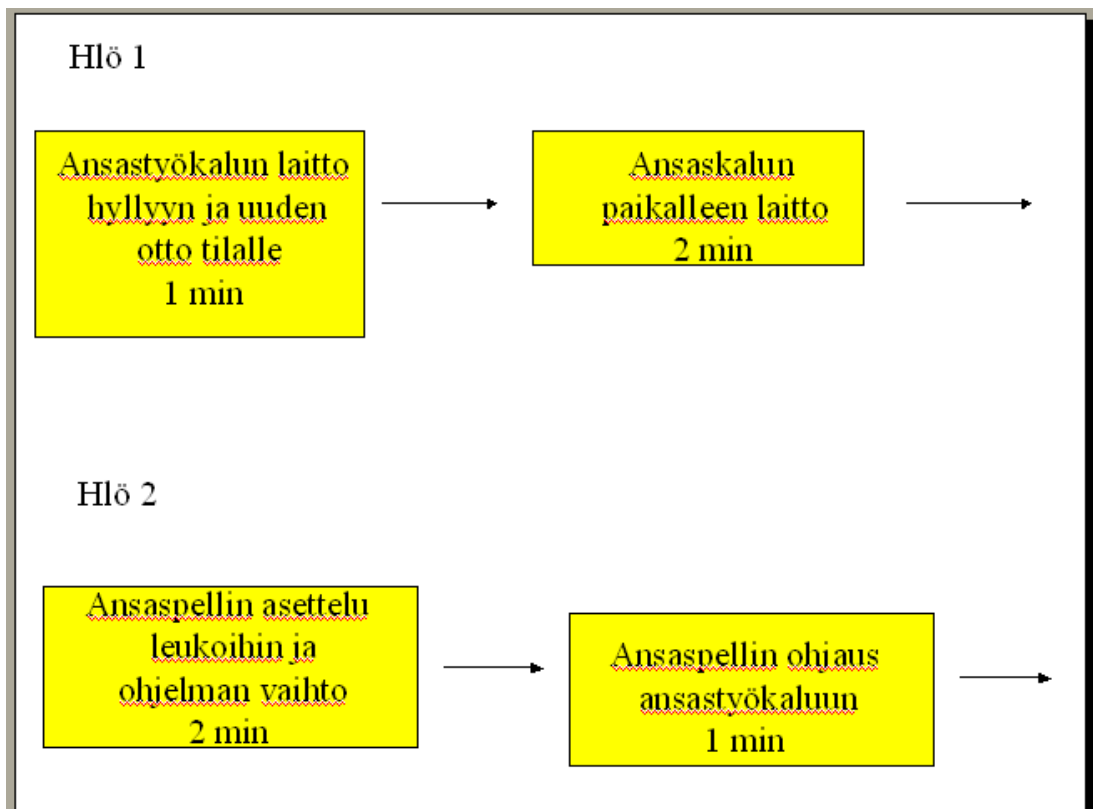 Hlö 1
Ansastyökalun laitto
hyllyyn ja uuden
otto tilalle
1 min
Ansaskalun
paikalleen laitto
2 min
Hlö 2
Ansaspellin asettelu
leukoihin ja
ohjelman vaihto
2 min
Ansaspellin ohjaus
ansastyökaluun
1 min